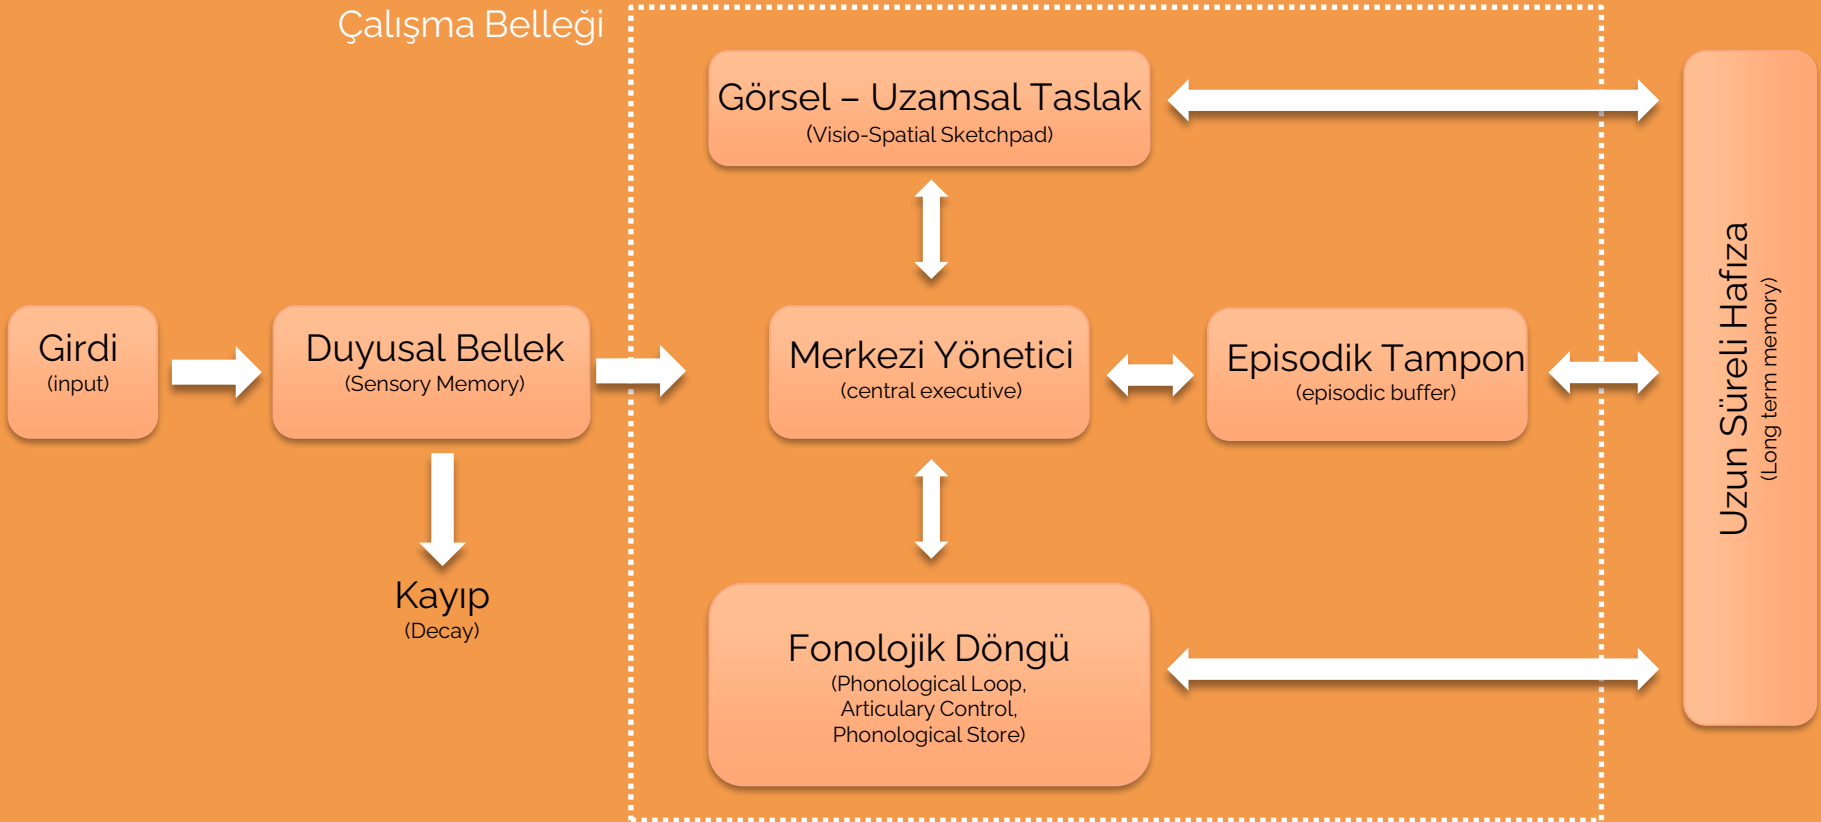 Çalışma Belleği
Görsel – Uzamsal Taslak
(Visio-Spatial Sketchpad)
Girdi
(input)
Duyusal Bellek
(Sensory Memory)
Merkezi Yönetici
(central executive)
Episodik Tampon
(episodic buffer)
Uzun Süreli Hafıza
(Long term memory)
Kayıp
(Decay)
Fonolojik Döngü
(Phonological Loop,
Articulary Control,
Phonological Store)